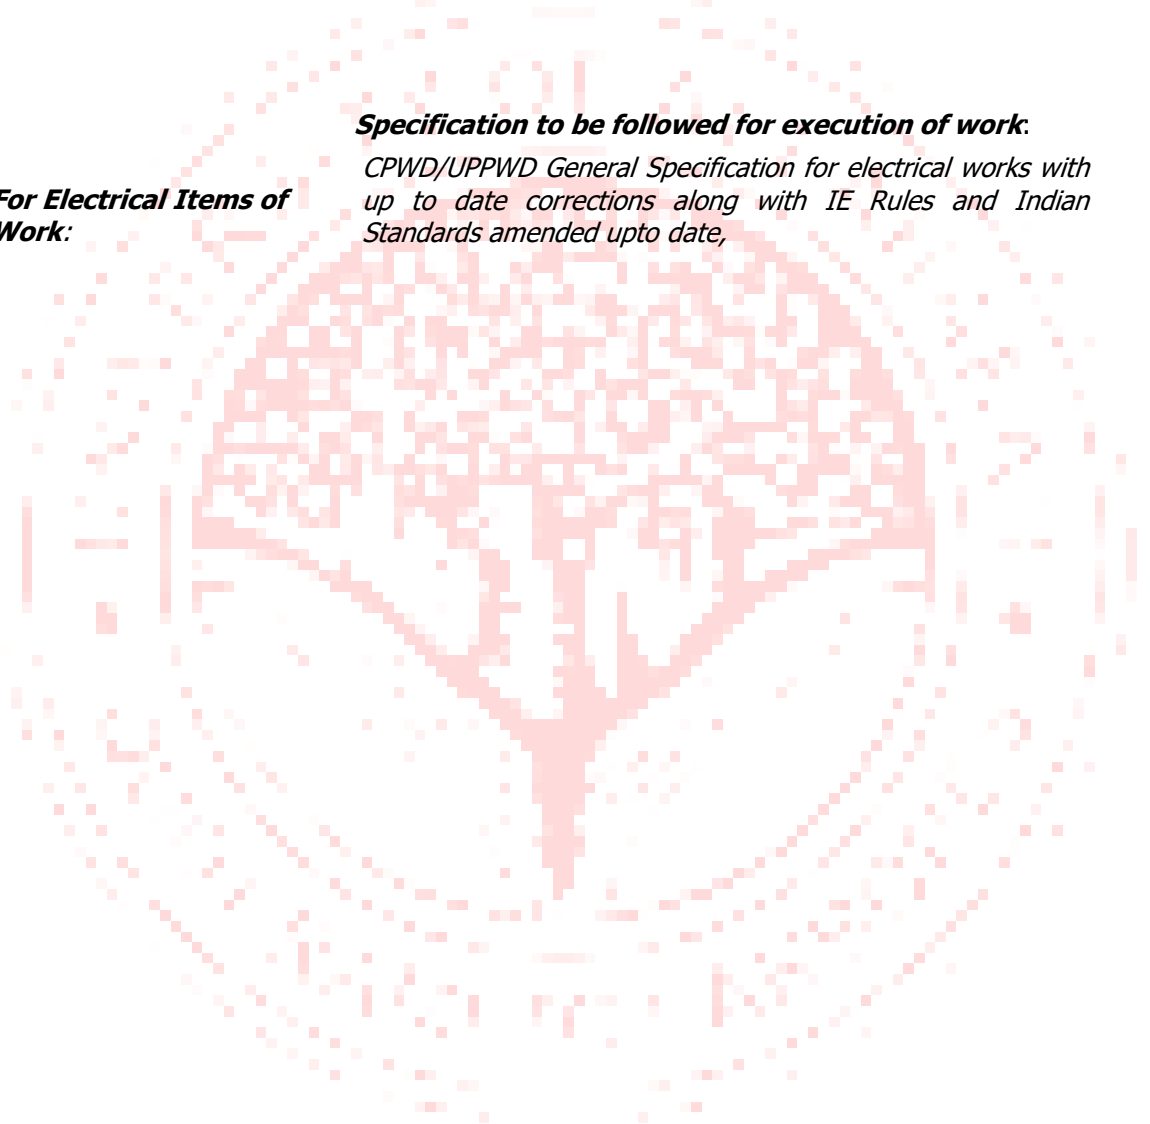 Specification to be followed for execution of work:
For Electrical Items of
Work:
CPWD/UPPWD General Specification for electrical works with
up to date corrections along with IE Rules and Indian
Standards amended upto date,